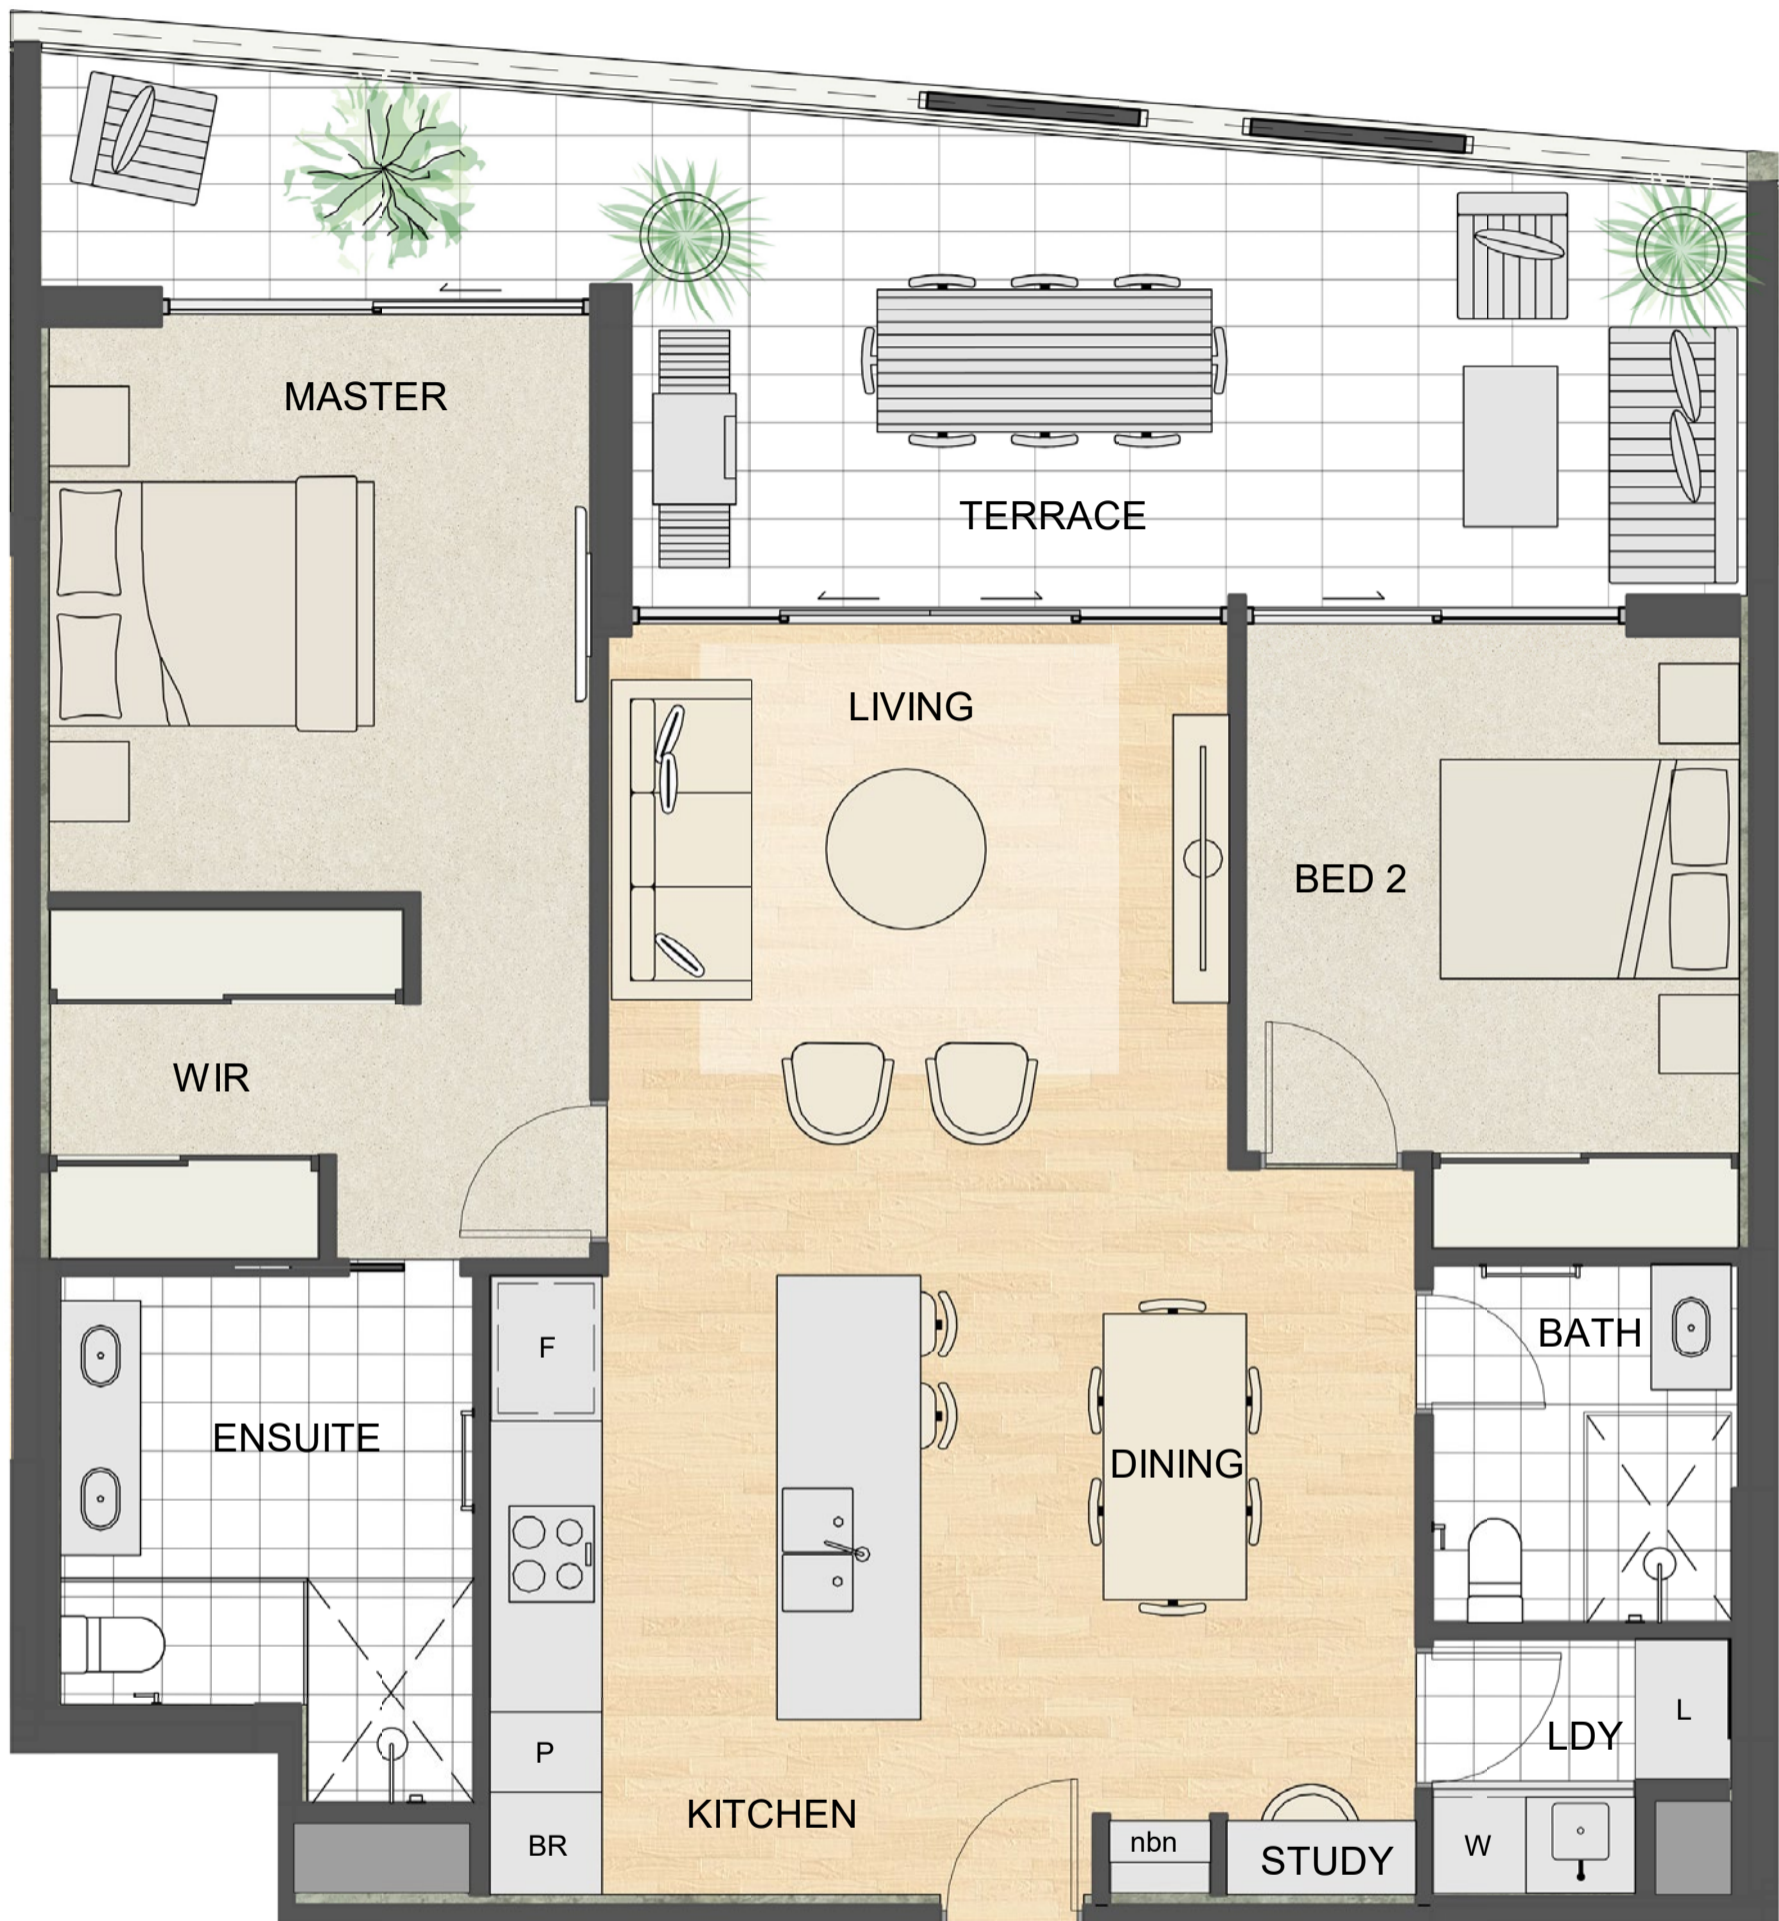 MASTER
TERRACE
LIVING
BED 2
WIR
BATH
F
ENSUITE
DINING
L
LDY
P
KITCHEN
nbn
BR
STUDY
W